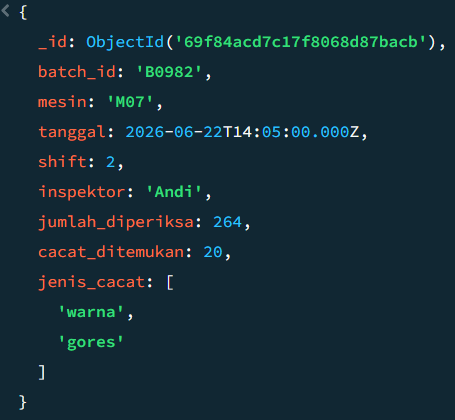 {
_id: ObjectId('69f84acd7c17f8068d87bacb'),
batch_id: 'B0982',
mesin: 'M07',
tanggal: 2026-06-22T14:05:00.000Z,
shift: 2,
inspektor: 'Andi',
jumlah_diperiksa: 264,
cacat_ditemukan: 20,
jenis_cacat: [
'warna',
'gores'
]
}